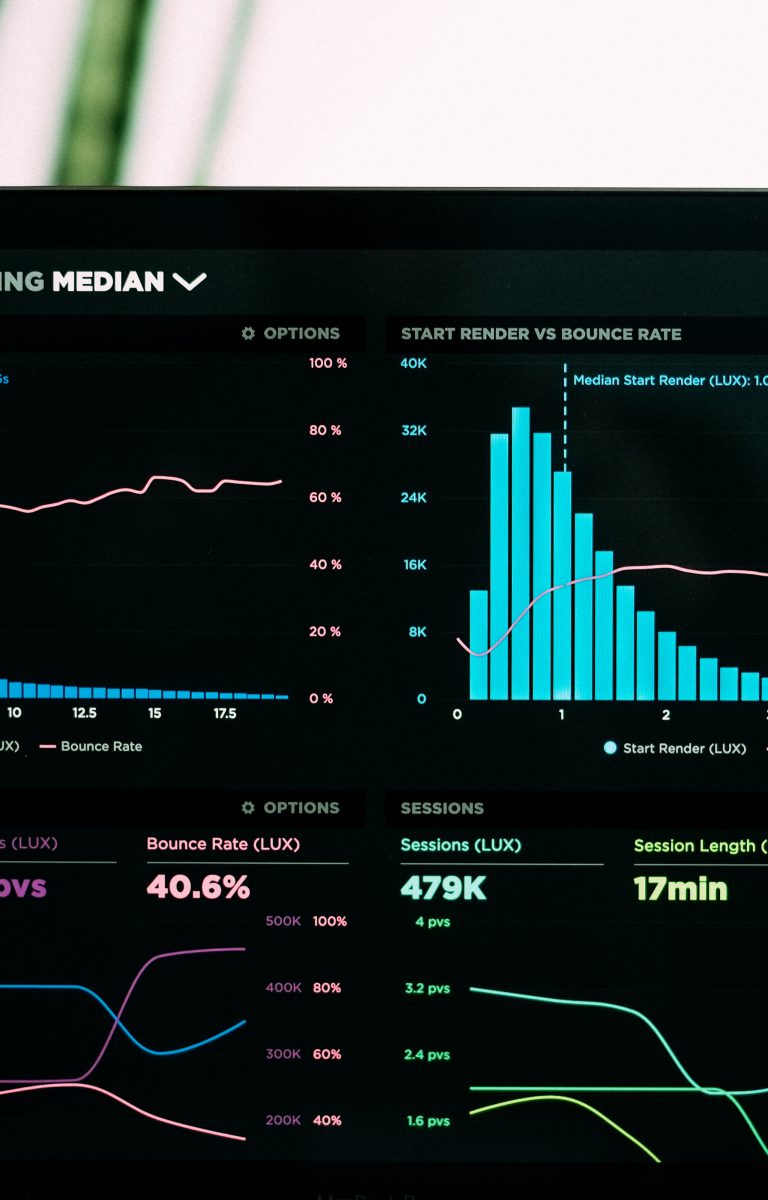 ING MEDIAN
OPTIONS
START RENDER VS BOUNCE RATE
100 %
80 %
60 %
40 %
20 %
0 %
10 12.5 15 17.5
UX) Bounce Rate
40K
32K
24K
16K
8K
0
Median Start Render (LUX): 1.0
0 1 2
Start Render (LUX)
OPTIONS
SESSIONS
s (LUX)
pvs
Bounce Rate (LUX)
40.6%
500K 100%
400K 80%
300K 60%
200K 40%
Sessions (LUX)
479K
Session Length (
17min
4 pvs
3.2 pvs
2.4 pvs
1.6 pvs